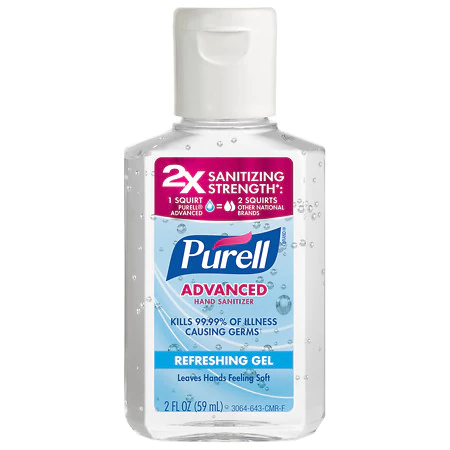 2X SANITIZING STRENGTH*:
1 SQUIRT PURELL® ADVANCED = 2 SQUIRTS OTHER NATIONAL BRANDS
Purell
ADVANCED
HAND SANITIZER
KILLS 99.99% OF ILLNESS
CAUSING GERMS
REFRESHING GEL
Leaves Hands Feeling Soft
2 FL OZ (59 mL) 3064-643-CMR-F